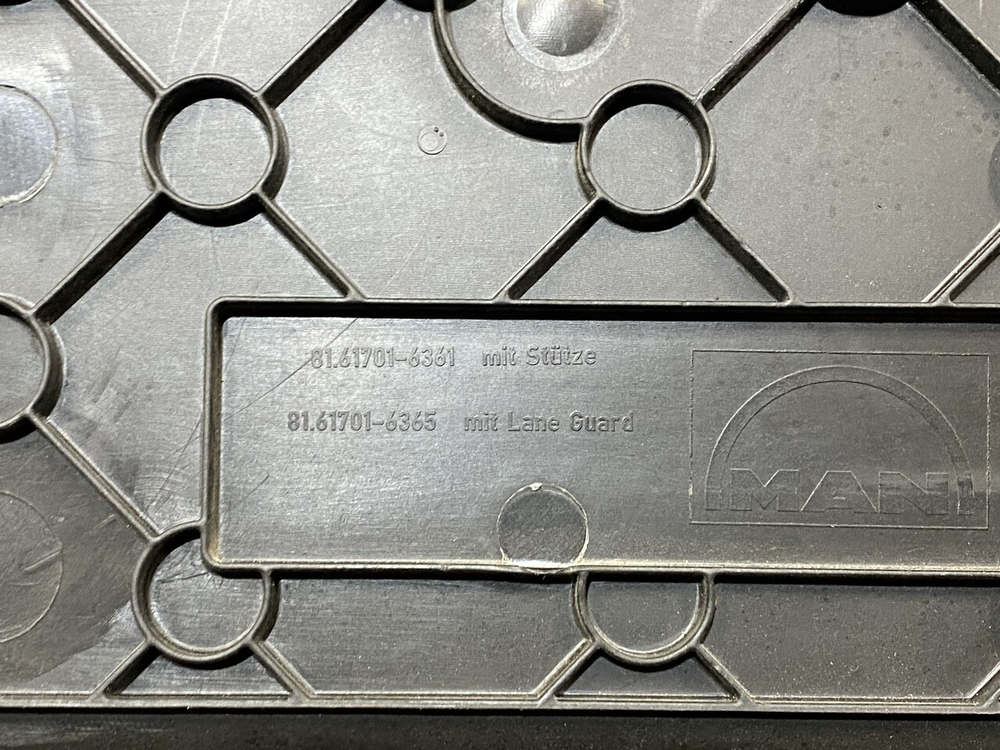 81.61701-6361 mit Stütze
81.61701-6365 mit Lane Guard
MAN